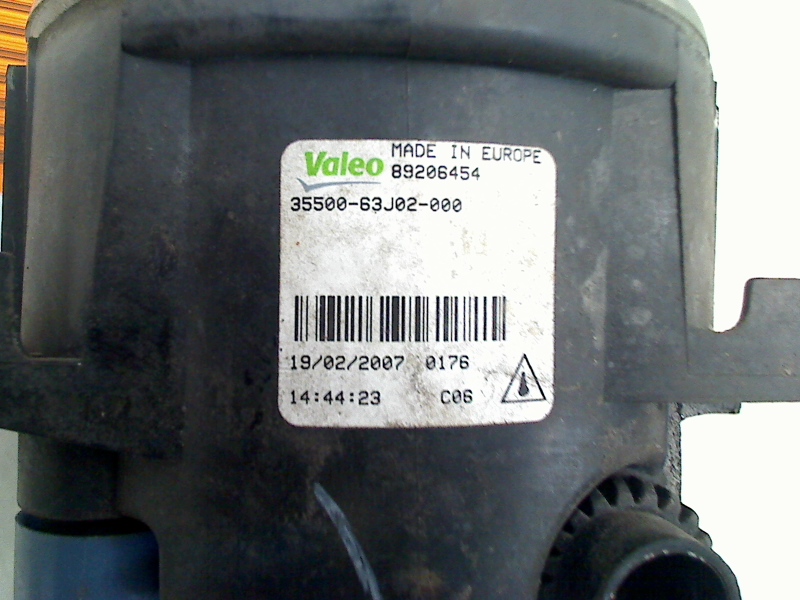 Valeo MADE IN EUROPE
89206454
35500-63J02-000
19/02/2007 0176
14:44:23 C06